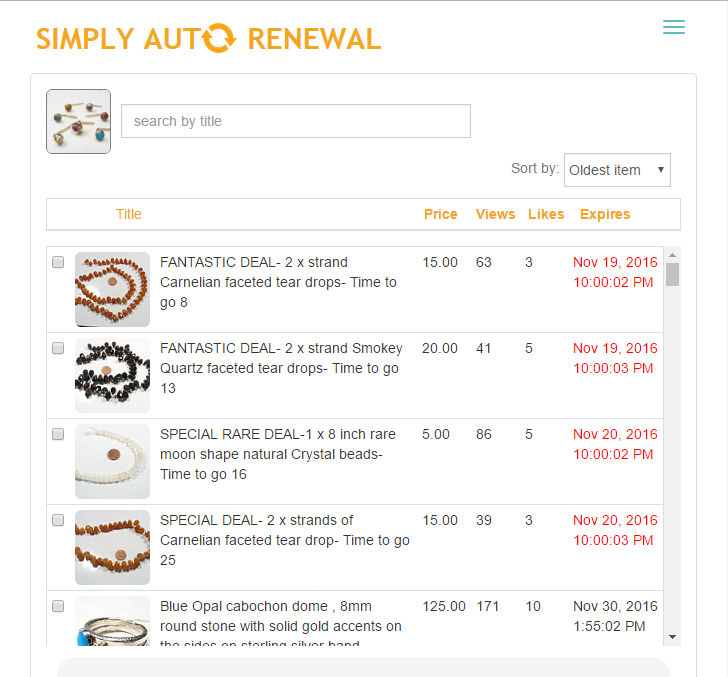 SIMPLY AUTO RENEWAL
search by title
Sort by: Oldest item
Title Price Views Likes Expires
FANTASTIC DEAL- 2 x strand 15.00 63 3 Nov 19, 2016
Carnelian faceted tear drops- Time to 10:00:02 PM
go 8
FANTASTIC DEAL- 2 x strand Smokey 20.00 41 5 Nov 19, 2016
Quartz faceted tear drops- Time to go 10:00:03 PM
13
SPECIAL RARE DEAL-1 x 8 inch rare 5.00 86 5 Nov 20, 2016
moon shape natural Crystal beads- 10:00:02 PM
Time to go 16
SPECIAL DEAL- 2 x strands of 15.00 39 3 Nov 20, 2016
Carnelian faceted tear drop- Time to go 10:00:03 PM
25
Blue Opal cabochon dome , 8mm 125.00 171 10 Nov 30, 2016
round stone with solid gold accents on 1:55:02 PM
the sides on sterling silver band